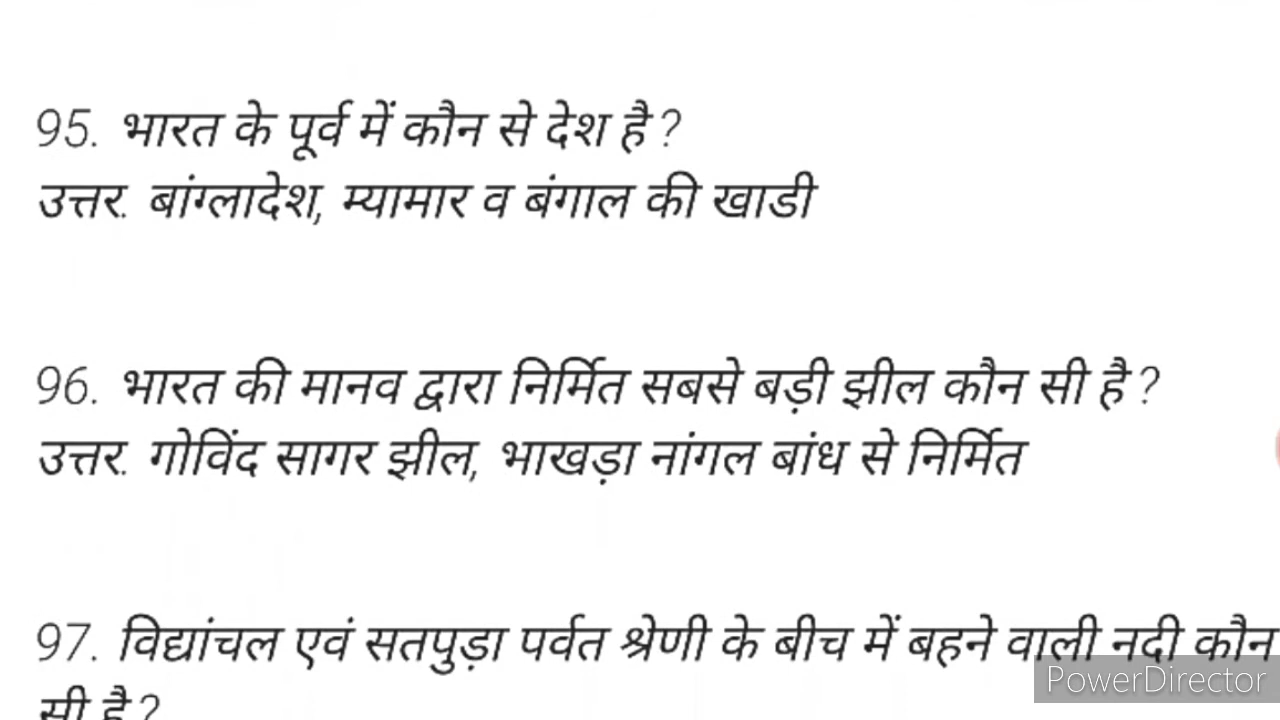 95. भारत के पूर्व में कौन से देश है?
उत्तर. बांग्लादेश, म्यामार व बंगाल की खाडी
96. भारत की मानव द्वारा निर्मित सबसे बड़ी झील कौन सी है?
उत्तर. गोविंद सागर झील, भाखड़ा नांगल बांध से निर्मित
97. विद्यांचल एवं सतपुड़ा पर्वत श्रेणी के बीच में बहने वाली नदी कौन
सी है?
PowerDirector